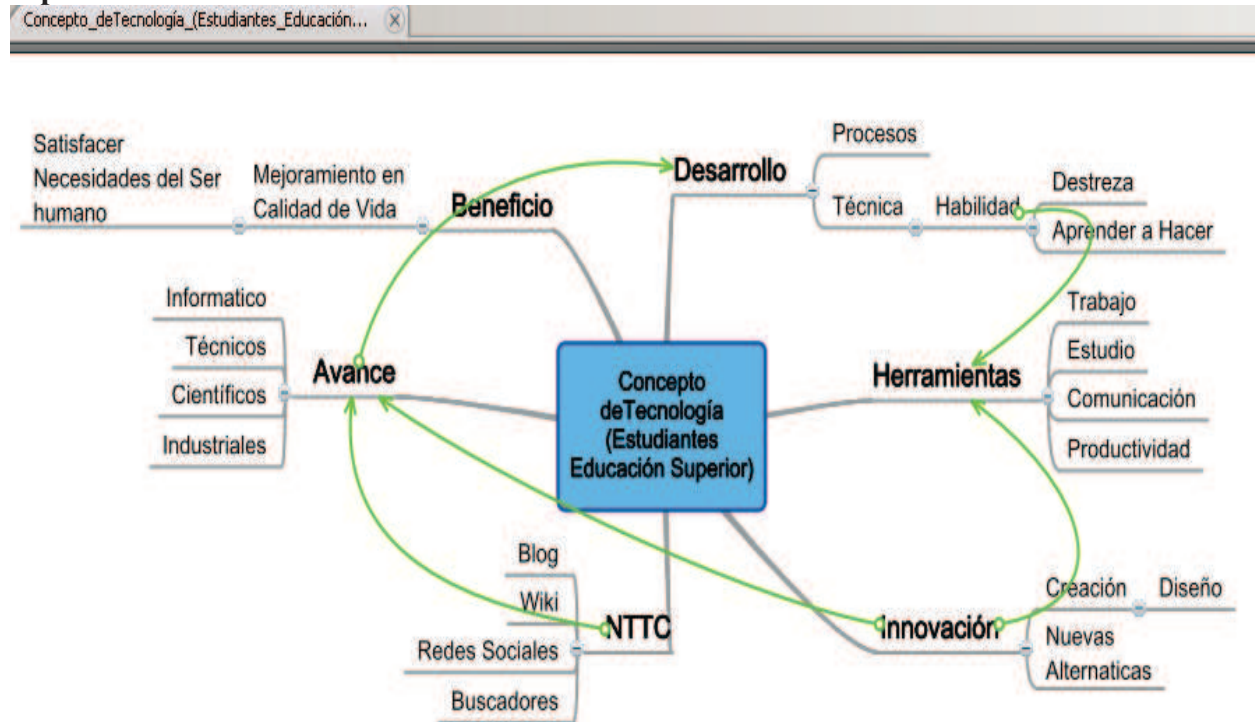 Concepto_deTecnología_(Estudiantes_Educación...
Satisfacer
Necesidades del Ser
humano
Mejoramiento en
Calidad de Vida
Beneficio
Desarrollo
Procesos
Técnica
Habilidad
Destreza
Aprender a Hacer
Informatico
Técnicos
Científicos
Industriales
Avance
Concepto
deTecnología
(Estudiantes
Educación Superior)
Herramientas
Trabajo
Estudio
Comunicación
Productividad
Blog
Wiki
Redes Sociales
Buscadores
NTTC
Innovación
Creación
Diseño
Nuevas
Alternaticas